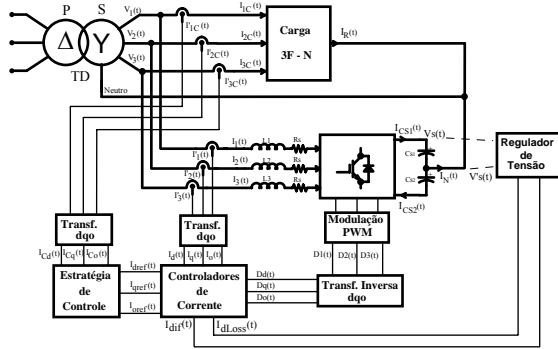 P S
Δ Y
TD
V1(t)
V2(t)
V3(t)
Neutro
I1C(t)
I'1C(t)
I2C(t)
I'2C(t)
I3C(t)
I'3C(t)
Carga
3F - N
IR(t)
I1(t) L1 Rs
I'1(t)
I2(t) L2 Rs
I'2(t)
I3(t) L3 Rs
I'3(t)
ICS1(t) Vs(t)
CS1
CS2
IN(t)
V's(t)
ICS2(t)
Regulador
de
Tensão
Modulação
PWM
D1(t) D2(t) D3(t)
Transf. Inversa
dqo
Transf.
dqo
ICd(t) ICq(t) ICo(t)
Estratégia
de
Controle
Idref(t)
Iqref(t)
Ioref(t)
Transf.
dqo
Id(t) Iq(t) Io(t)
Controladores
de
Corrente
Dd(t)
Dq(t)
Do(t)
Idif(t) IdLoss(t)